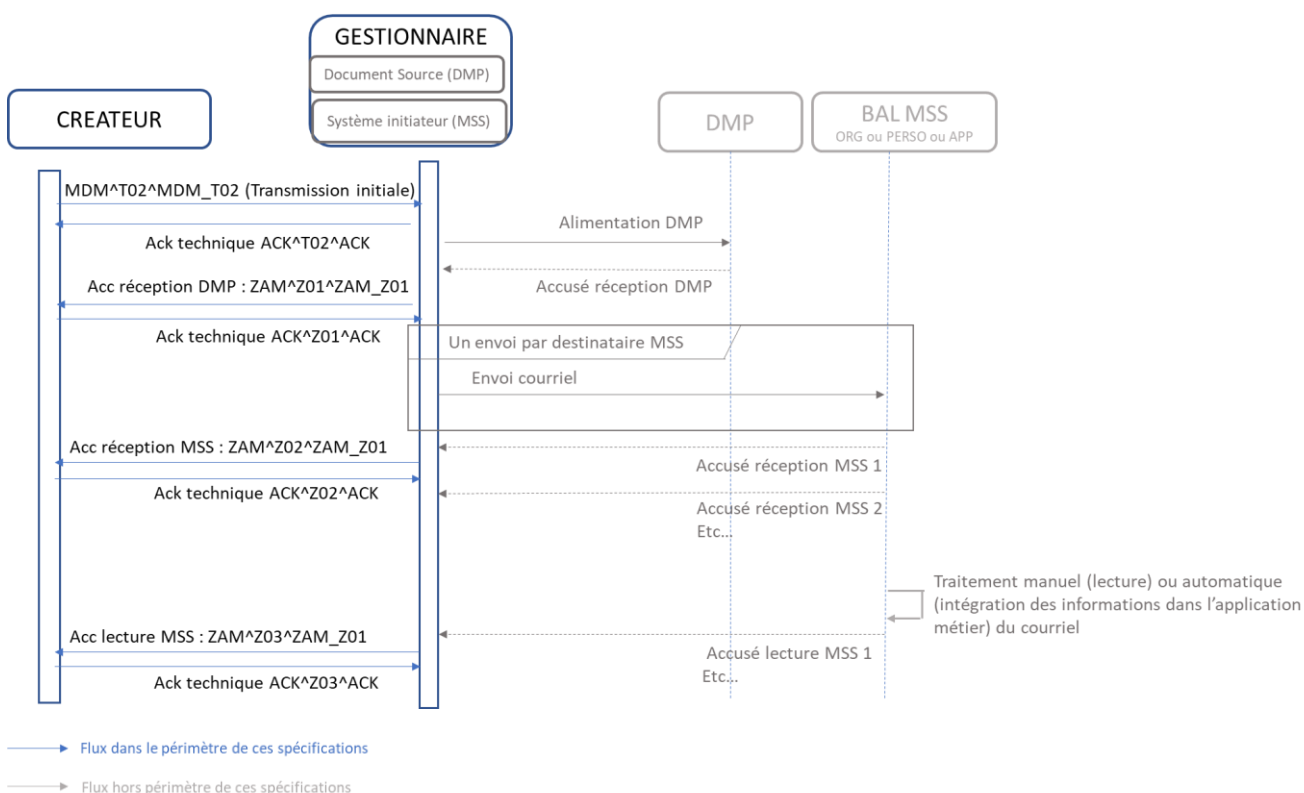 GESTIONNAIRE
Document Source (DMP)
Système initiateur (MSS)
CREATEUR
DMP
BAL MSS
ORG ou PERSO ou APP
MDM^T02^MDM_T02 (Transmission initiale)
Ack technique ACK^T02^ACK
Alimentation DMP
Acc réception DMP : ZAM^Z01^ZAM_Z01
Accusé réception DMP
Ack technique ACK^Z01^ACK
Un envoi par destinataire MSS
Envoi courriel
Acc réception MSS : ZAM^Z02^ZAM_Z01
Accusé réception MSS 1
Ack technique ACK^Z02^ACK
Accusé réception MSS 2
Etc...
Traitement manuel (lecture) ou automatique
(intégration des informations dans l'application
métier) du courriel
Acc lecture MSS : ZAM^Z03^ZAM_Z01
Accusé lecture MSS 1
Etc...
Ack technique ACK^Z03^ACK
Flux dans le périmètre de ces spécifications
Flux hors périmètre de ces spécifications